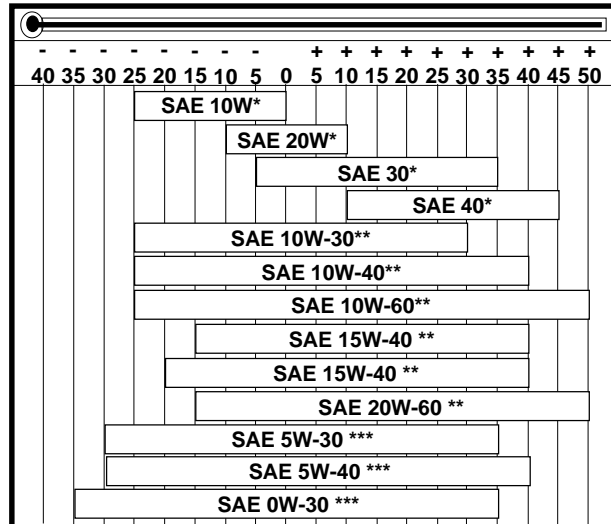 - - - - - - - - + + + + + + + + + +
40 35 30 25 20 15 10 5 0 5 10 15 20 25 30 35 40 45 50
SAE 10W*
SAE 20W*
SAE 30*
SAE 40*
SAE 10W-30**
SAE 10W-40**
SAE 10W-60**
SAE 15W-40 **
SAE 15W-40 **
SAE 20W-60 **
SAE 5W-30 ***
SAE 5W-40 ***
SAE 0W-30 ***